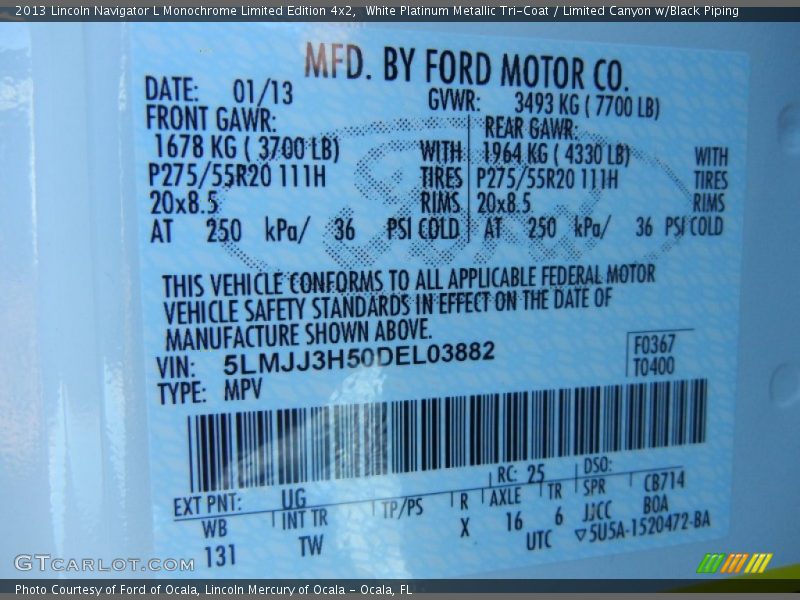 2013 Lincoln Navigator L Monochrome Limited Edition 4x2, White Platinum Metallic Tri-Coat / Limited Canyon w/Black Piping
MFD. BY FORD MOTOR CO.
DATE: 01/13 GVWR: 3493 KG ( 7700 LB)
FRONT GAWR: REAR GAWR:
1678 KG ( 3700 LB) WITH 1964 KG ( 4330 LB) WITH
P275/55R20 111H TIRES P275/55R20 111H TIRES
20x8.5 RIMS 20x8.5 RIMS
AT 250 kPa/ 36 PSI COLD AT 250 kPa/ 36 PSI COLD
Ford
THIS VEHICLE CONFORMS TO ALL APPLICABLE FEDERAL MOTOR
VEHICLE SAFETY STANDARDS IN EFFECT ON THE DATE OF
MANUFACTURE SHOWN ABOVE.
VIN: 5LMJJ3H50DEL03882 F0367
TYPE: MPV T0400
EXT PNT: UG RC: 25 DSO:
WB INT TR TP/PS R AXLE TR SPR CB714
131 TW X 16 6 JJCC BOA
UTC ▽5U5A-1520472-BA
GTCARLOT.COM
Photo Courtesy of Ford of Ocala, Lincoln Mercury of Ocala - Ocala, FL